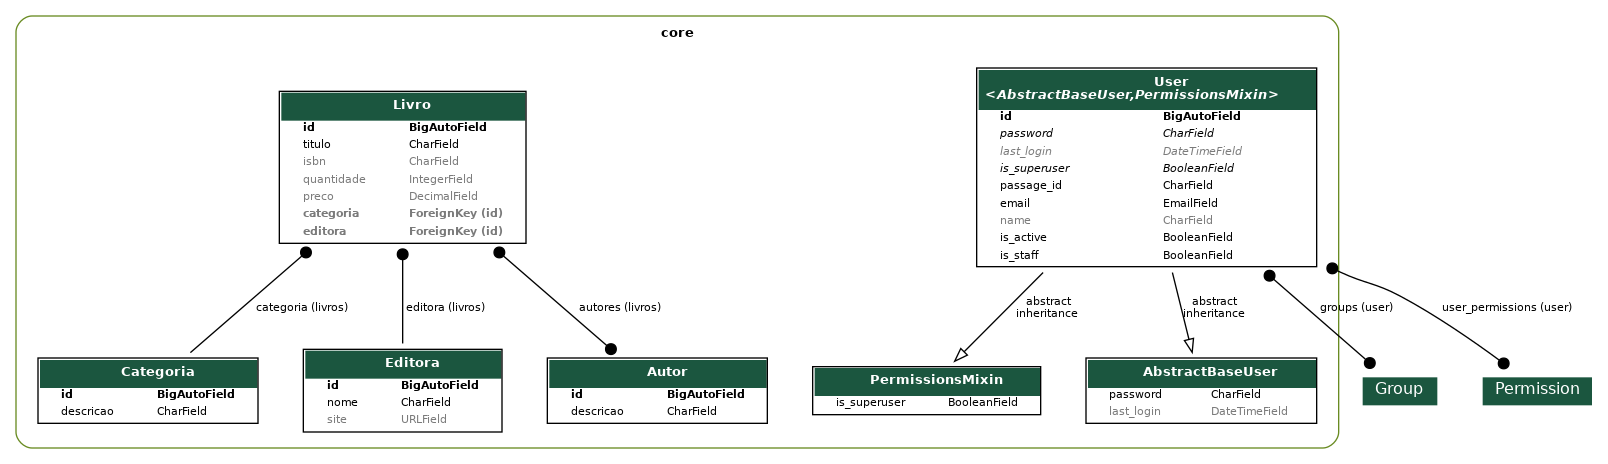 core
Livro
id BigAutoField
titulo CharField
isbn CharField
quantidade IntegerField
preco DecimalField
categoria ForeignKey (id)
editora ForeignKey (id)
User
<AbstractBaseUser,PermissionsMixin>
id BigAutoField
password CharField
last_login DateTimeField
is_superuser BooleanField
passage_id CharField
email EmailField
name CharField
is_active BooleanField
is_staff BooleanField
categoria (livros)
editora (livros)
autores (livros)
abstract
inheritance
abstract
inheritance
groups (user)
user_permissions (user)
Categoria
id BigAutoField
descricao CharField
Editora
id BigAutoField
nome CharField
site URLField
Autor
id BigAutoField
descricao CharField
PermissionsMixin
is_superuser BooleanField
AbstractBaseUser
password CharField
last_login DateTimeField
Group
Permission